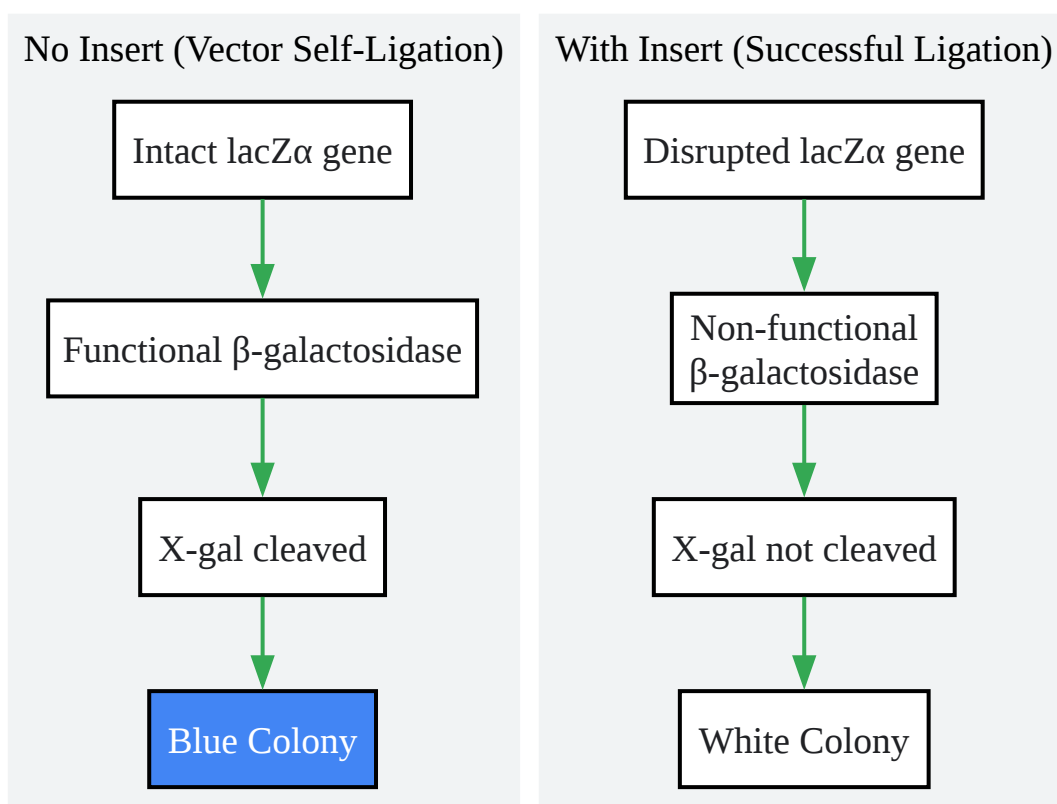 No Insert (Vector Self-Ligation)
Intact lacZα gene
Functional β-galactosidase
X-gal cleaved
Blue Colony
With Insert (Successful Ligation)
Disrupted lacZα gene
Non-functional
β-galactosidase
X-gal not cleaved
White Colony